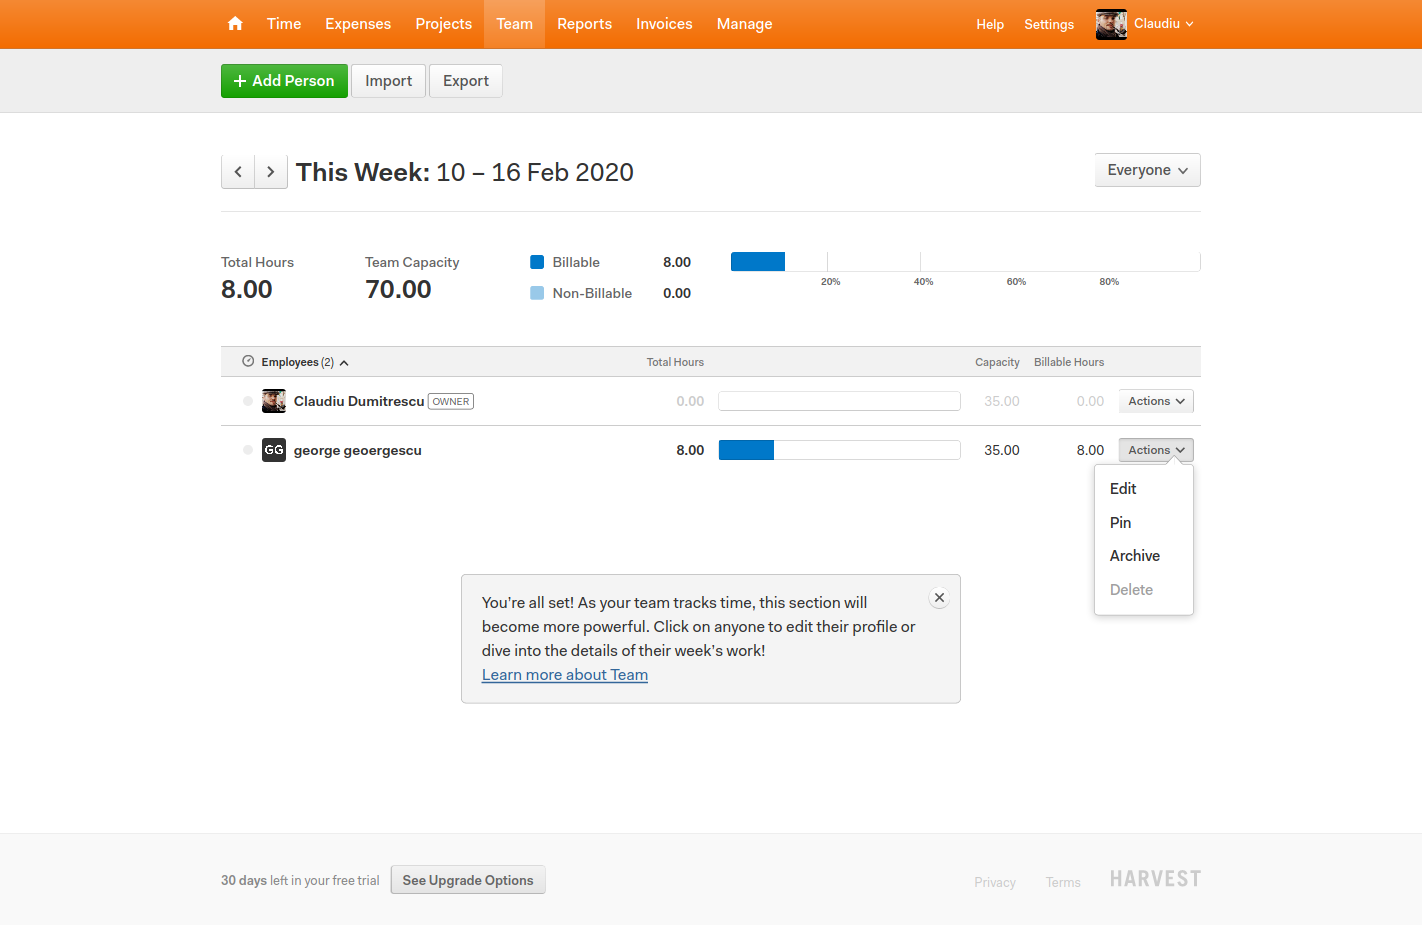 Time Expenses Projects Team Reports Invoices Manage Help Settings Claudiu
+ Add Person Import Export
This Week: 10 – 16 Feb 2020 Everyone
Total Hours Team Capacity Billable 8.00
8.00 70.00 Non-Billable 0.00
20% 40% 60% 80%
Employees (2) Total Hours Capacity Billable Hours
Claudiu Dumitrescu OWNER 0.00 35.00 0.00 Actions
GG george geoergescu 8.00 35.00 8.00 Actions
Edit
Pin
Archive
Delete
You’re all set! As your team tracks time, this section will
become more powerful. Click on anyone to edit their profile or
dive into the details of their week’s work!
Learn more about Team
30 days left in your free trial See Upgrade Options Privacy Terms HARVEST